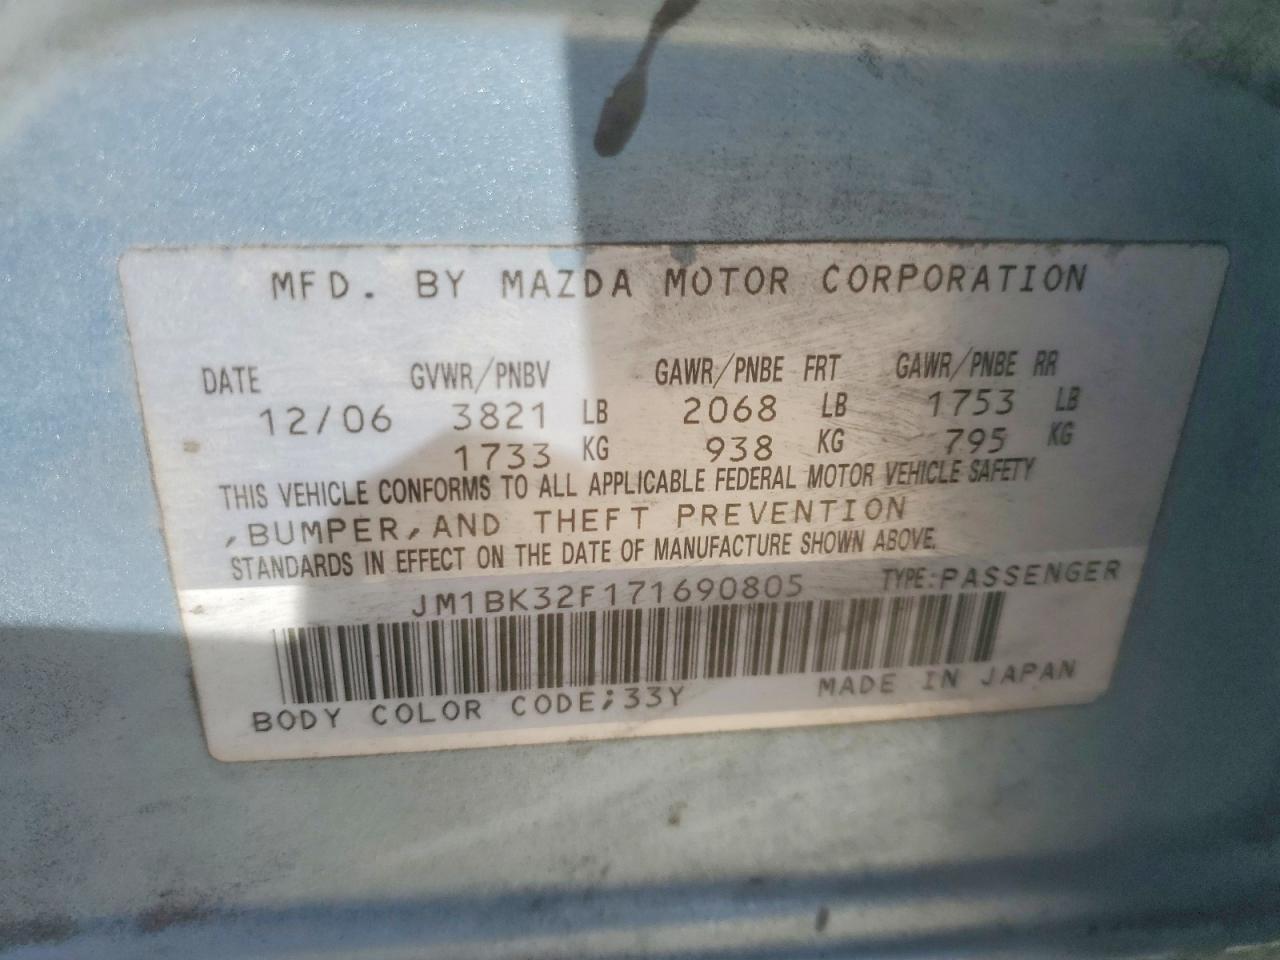 MFD. BY MAZDA MOTOR CORPORATION
DATE GVWR/PNBV GAWR/PNBE FRT GAWR/PNBE RR
12/06 3821 LB 2068 LB 1753 LB
1733 KG 938 KG 795 KG
THIS VEHICLE CONFORMS TO ALL APPLICABLE FEDERAL MOTOR VEHICLE SAFETY
,BUMPER,AND THEFT PREVENTION
STANDARDS IN EFFECT ON THE DATE OF MANUFACTURE SHOWN ABOVE.
JM1BK32F171690805 TYPE:PASSENGER
BODY COLOR CODE;33Y MADE IN JAPAN